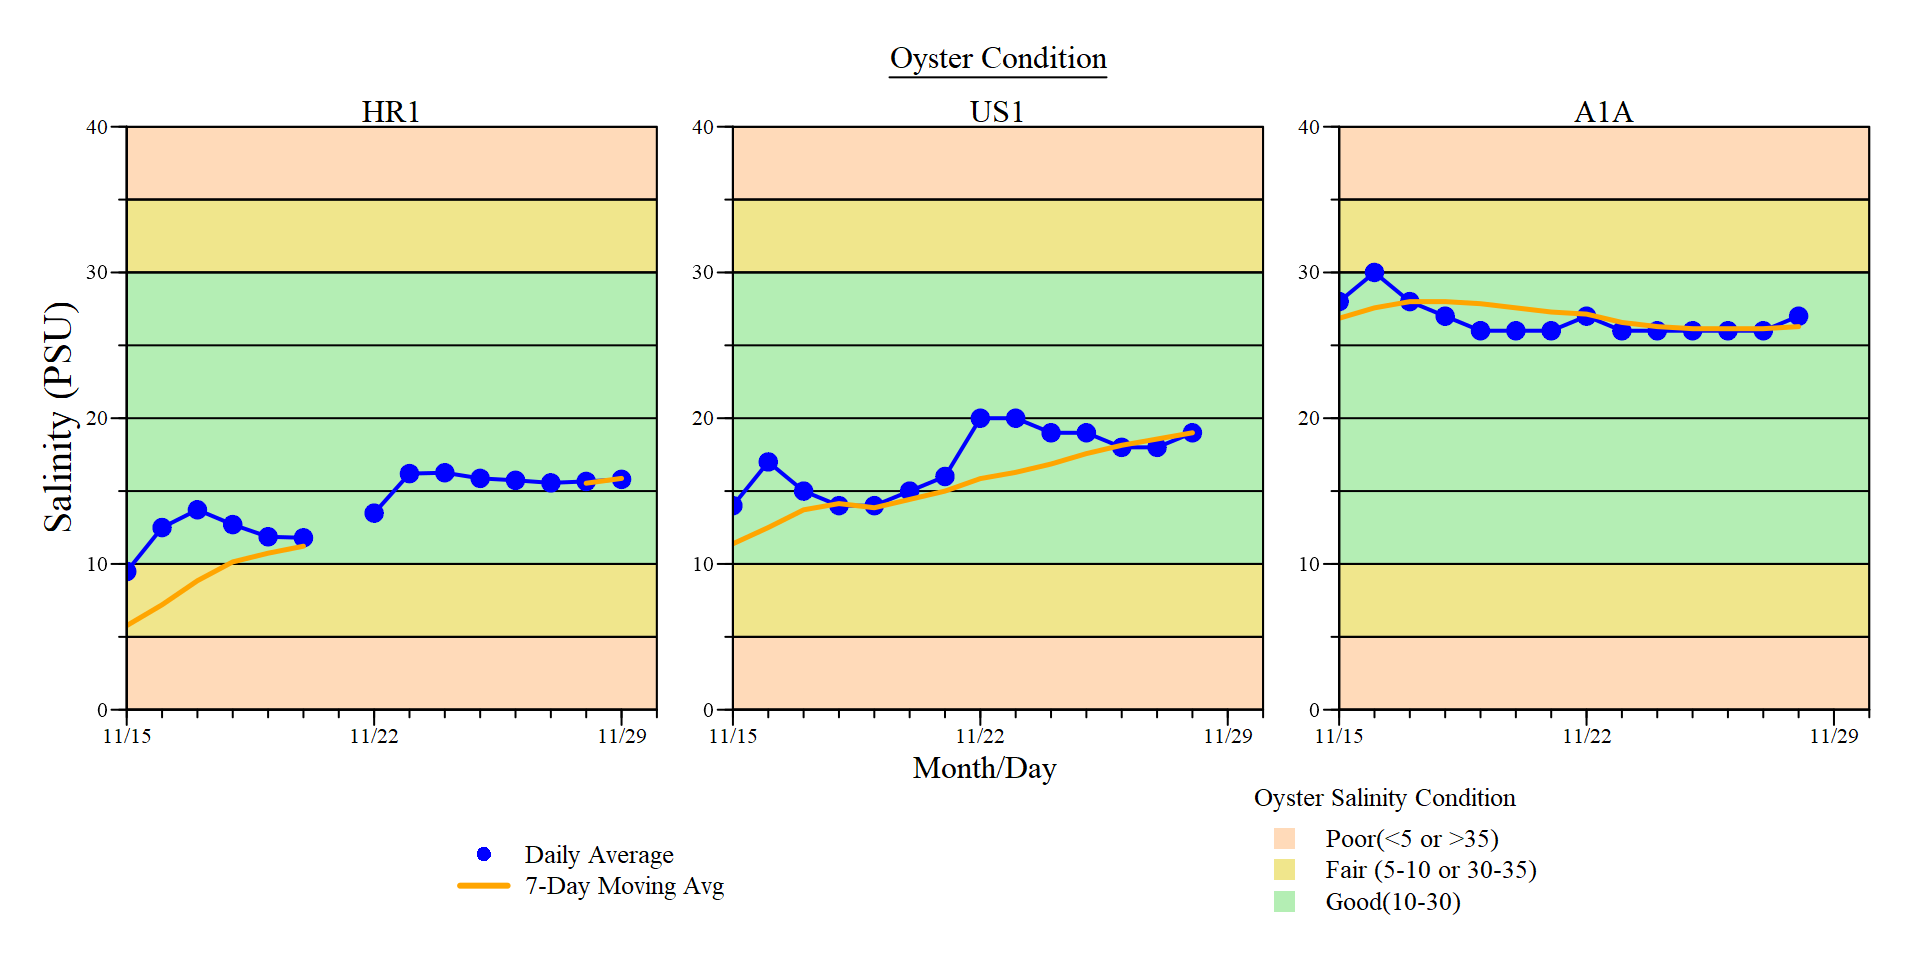 Oyster Condition
HR1
US1
A1A
40
30
20
10
0
40
30
20
10
0
40
30
20
10
0
Salinity (PSU)
11/15
11/22
11/29
11/15
11/22
11/29
11/15
11/22
11/29
Month/Day
Daily Average
7-Day Moving Avg
Oyster Salinity Condition
Poor(<5 or >35)
Fair (5-10 or 30-35)
Good(10-30)